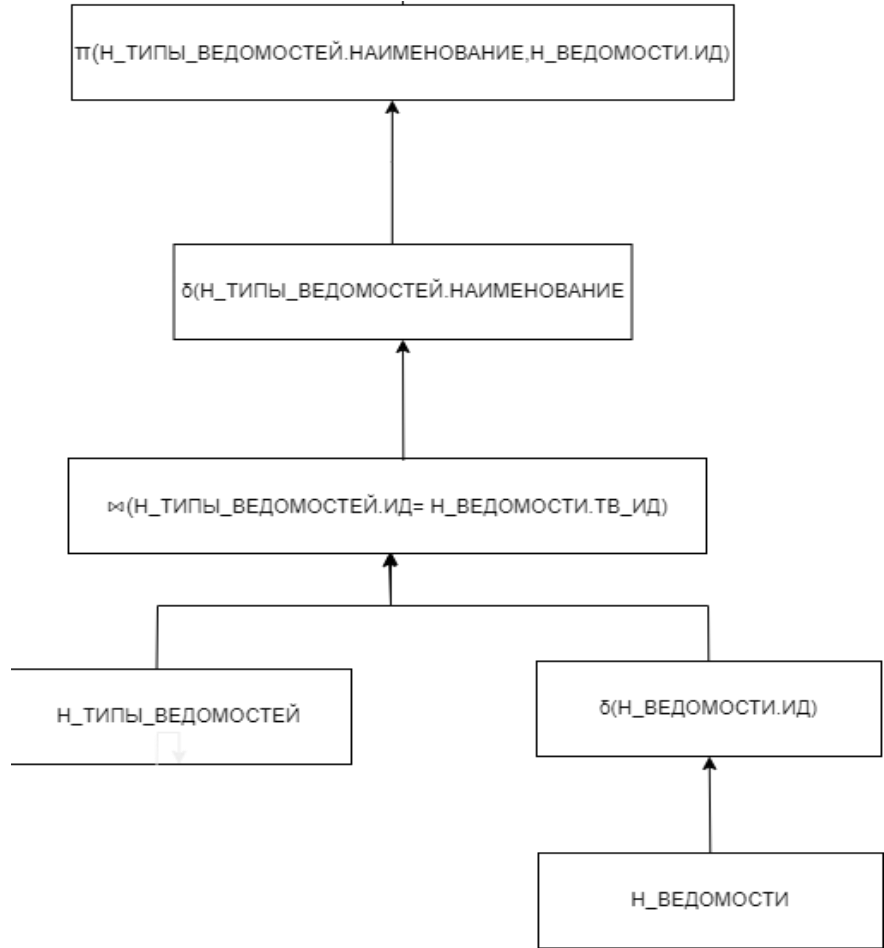 π(Н_ТИПЫ_ВЕДОМОСТЕЙ.НАИМЕНОВАНИЕ,Н_ВЕДОМОСТИ.ИД)
δ(Н_ТИПЫ_ВЕДОМОСТЕЙ.НАИМЕНОВАНИЕ
⋈(Н_ТИПЫ_ВЕДОМОСТЕЙ.ИД= Н_ВЕДОМОСТИ.ТВ_ИД)
Н_ТИПЫ_ВЕДОМОСТЕЙ
δ(Н_ВЕДОМОСТИ.ИД)
Н_ВЕДОМОСТИ